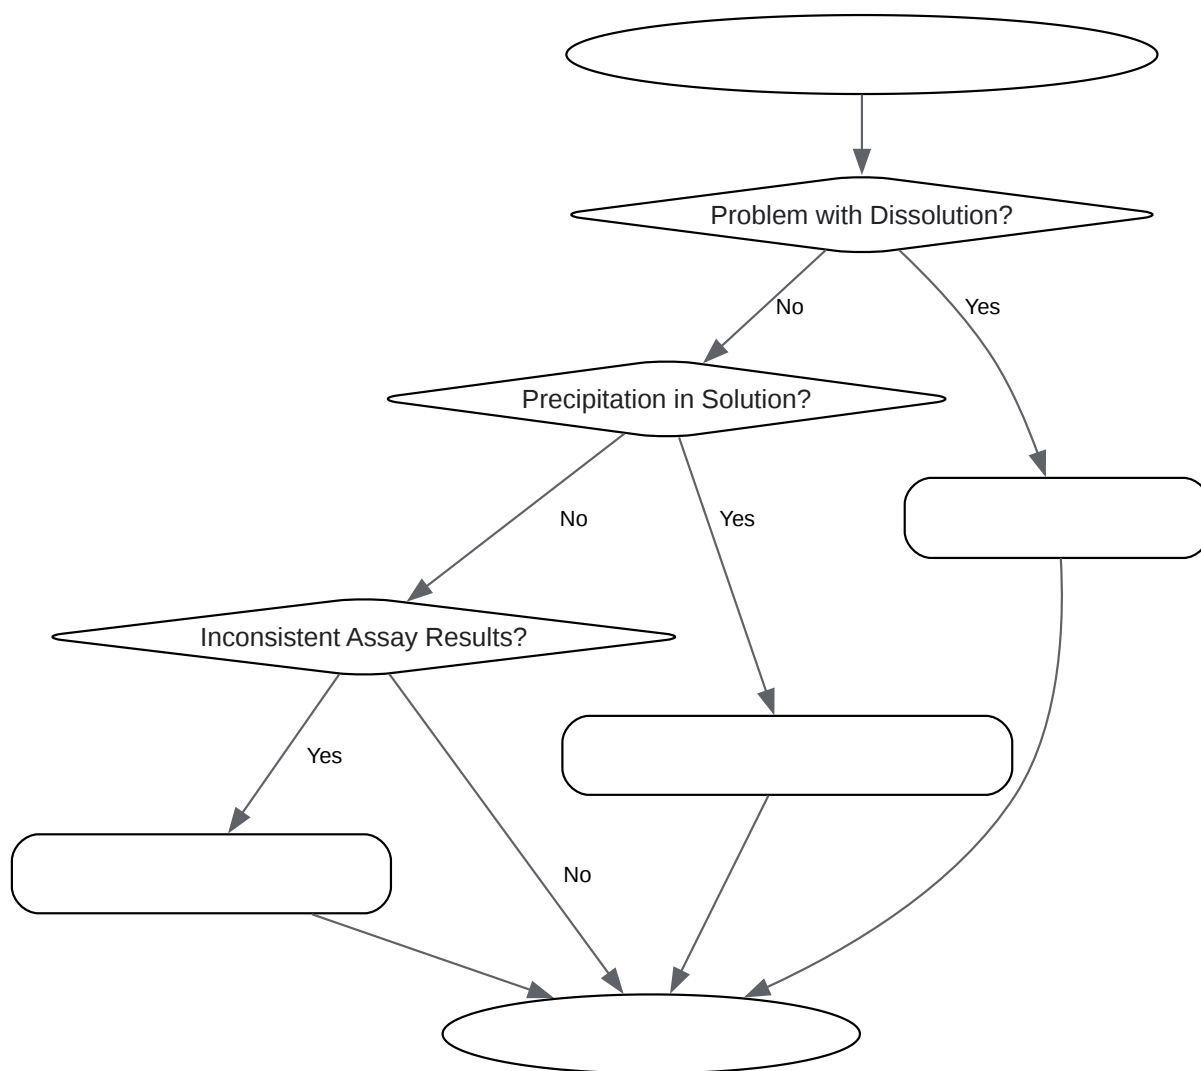 Problem with Dissolution?
No
Yes
Precipitation in Solution?
No
Yes
Inconsistent Assay Results?
Yes
No